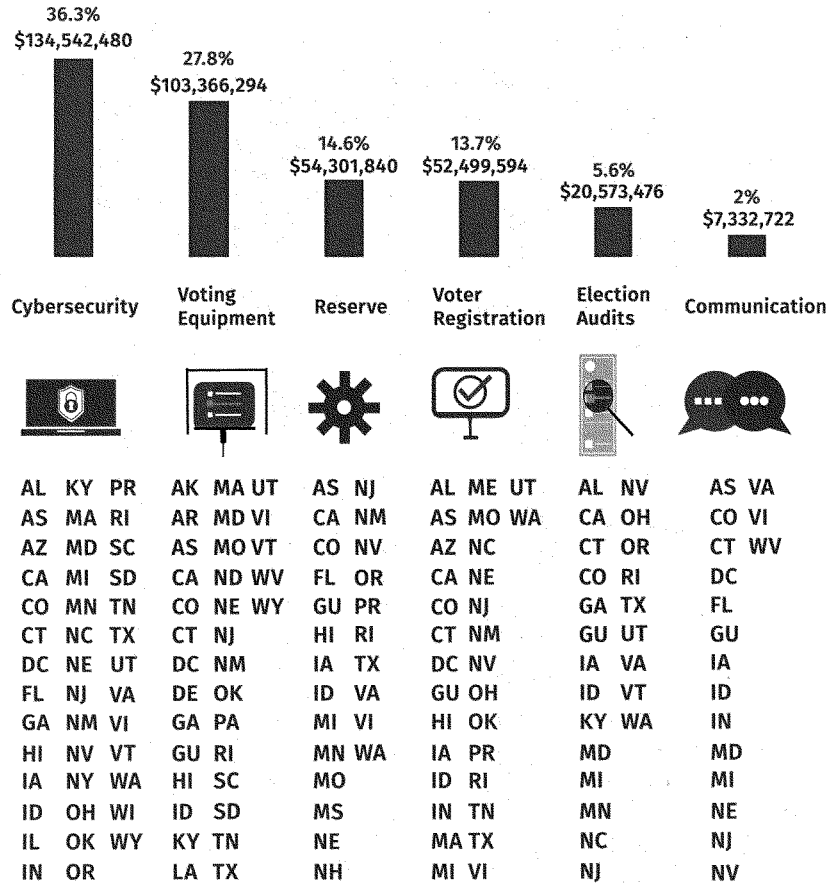 36.3%
$134,542,480
27.8%
$103,366,294
14.6%
$54,301,840
13.7%
$52,499,594
5.6%
$20,573,476
2%
$7,332,722
Cybersecurity
Voting
Equipment
Reserve
Voter
Registration
Election
Audits
Communication
AL KY PR
AS MA RI
AZ MD SC
CA MI SD
CO MN TN
CT NC TX
DC NE UT
FL NJ VA
GA NM VI
HI NV VT
IA NY WA
ID OH WI
IL OK WY
IN OR
AK MA UT
AR MD VI
AS MO VT
CA ND WV
CO NE WY
CT NJ
DC NM
DE OK
GA PA
GU RI
HI SC
ID SD
KY TN
LA TX
AS NJ
CA NM
CO NV
FL OR
GU PR
HI RI
IA TX
ID VA
MI VI
MN WA
MO
MS
NE
NH
AL ME UT
AS MO WA
AZ NC
CA NE
CO NJ
CT NM
DC NV
GU OH
HI OK
IA PR
ID RI
IN TN
MA TX
MI VI
AL NV
CA OH
CT OR
CO RI
GA TX
GU UT
IA VA
ID VT
KY WA
MD
MI
MN
NC
NJ
AS VA
CO VI
CT WV
DC
FL
GU
IA
ID
IN
MD
MI
NE
NJ
NV